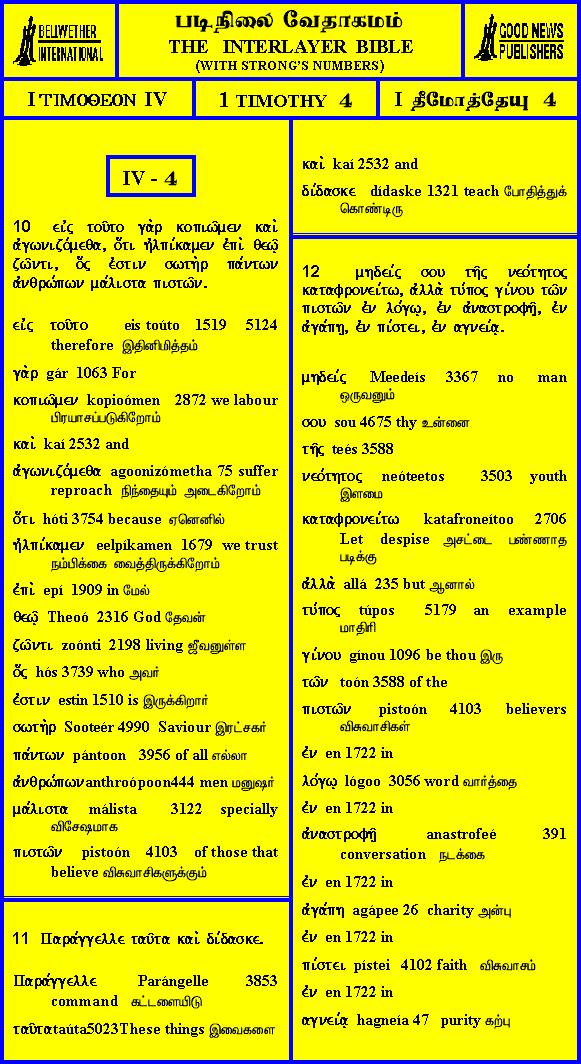 BELLWETHER
INTERNATIONAL
படிநிலை வேதாகமம்
THE INTERLAYER BIBLE
(WITH STRONG'S NUMBERS)
GOOD NEWS
PUBLISHERS
I ΤΙΜΟΘΕΟΝ IV
1 TIMOTHY 4
I தீமோத்தேயு 4
IV - 4
10 εἰς τοῦτο γὰρ κοπιῶμεν καὶ
ἀγωνιζόμεθα, ὅτι ἠλπίκαμεν ἐπὶ θεῷ
ζῶντι, ὅς ἐστιν σωτὴρ πάντων
ἀνθρώπων μάλιστα πιστῶν.
εἰς τοῦτο eis toúto 1519 5124
therefore இதினிமித்தம்
γὰρ gár 1063 For
κοπιῶμεν kopioómen 2872 we labour
பிரயாசப்படுகிறோம்
καὶ kaí 2532 and
ἀγωνιζόμεθα agoonizómetha 75 suffer
reproach நிந்தையும் அடைகிறோம்
ὅτι hóti 3754 because ஏனெனில்
ἠλπίκαμεν eelpíkamen 1679 we trust
நம்பிக்கை வைத்திருக்கிறோம்
ἐπὶ epí 1909 in மேல்
θεῷ Theoó 2316 God தேவன்
ζῶντι zoónti 2198 living ஜீவனுள்ள
ὅς hós 3739 who அவர்
ἐστιν estin 1510 is இருக்கிறார்
σωτὴρ Sooteér 4990 Saviour இரட்சகர்
πάντων pántoon 3956 of all எல்லா
ἀνθρώπωνanthroópoon444 men மனுஷர்
μάλιστα málista 3122 specially
விசேஷமாக
πιστῶν pistoón 4103 of those that
believe விசுவாசிகளுக்கும்
11 Παράγγελλε ταῦτα καὶ δίδασκε.
Παράγγελλε Parángelle 3853
command கட்டளையிடு
ταῦταtaúta5023These things இவைகளை
καὶ kaí 2532 and
δίδασκε dídaske 1321 teach போதித்துக்
கொண்டிரு
12 μηδείς σου τῆς νεότητος
καταφρονείτω, ἀλλὰ τύπος γίνου τῶν
πιστῶν ἐν λόγῳ, ἐν ἀναστροφῇ, ἐν
ἀγάπῃ, ἐν πίστει, ἐν αγνείᾳ.
μηδείς Meedeís 3367 no man
ஒருவனும்
σου sou 4675 thy உன்னை
τῆς teés 3588
νεότητος neóteetos 3503 youth
இளமை
καταφρονείτω katafroneítoo 2706
Let despise அசட்டை பண்ணாத
படிக்கு
ἀλλὰ allá 235 but ஆனால்
τύπος túpos 5179 an example
மாதிரி
γίνου gínou 1096 be thou இரு
τῶν toón 3588 of the
πιστῶν pistoón 4103 believers
விசுவாசிகள்
ἐν en 1722 in
λόγῳ lógoo 3056 word வார்த்தை
ἐν en 1722 in
ἀναστροφῇ anastrofeé 391
conversation நடக்கை
ἐν en 1722 in
ἀγάπῃ agápee 26 charity அன்பு
ἐν en 1722 in
πίστει pístei 4102 faith விசுவாசம்
ἐν en 1722 in
αγνείᾳ hagneía 47 purity கற்பு